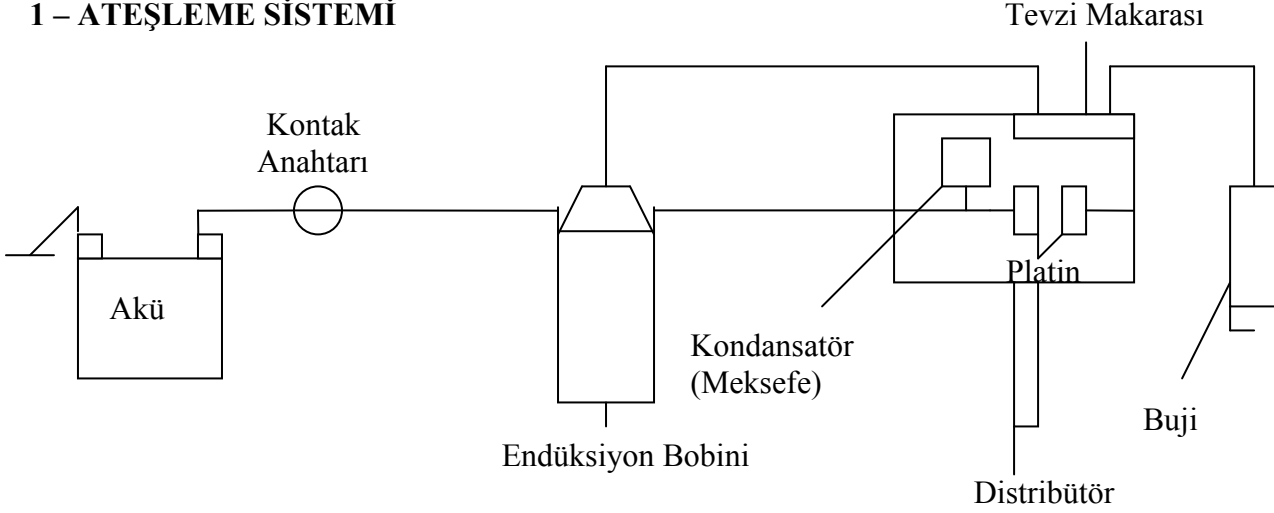 1 – ATEŞLEME SİSTEMİ
Tevzi Makarası
Kontak
Anahtarı
Platin
Akü
Kondansatör
(Meksefe)
Buji
Endüksiyon Bobini
Distribütör